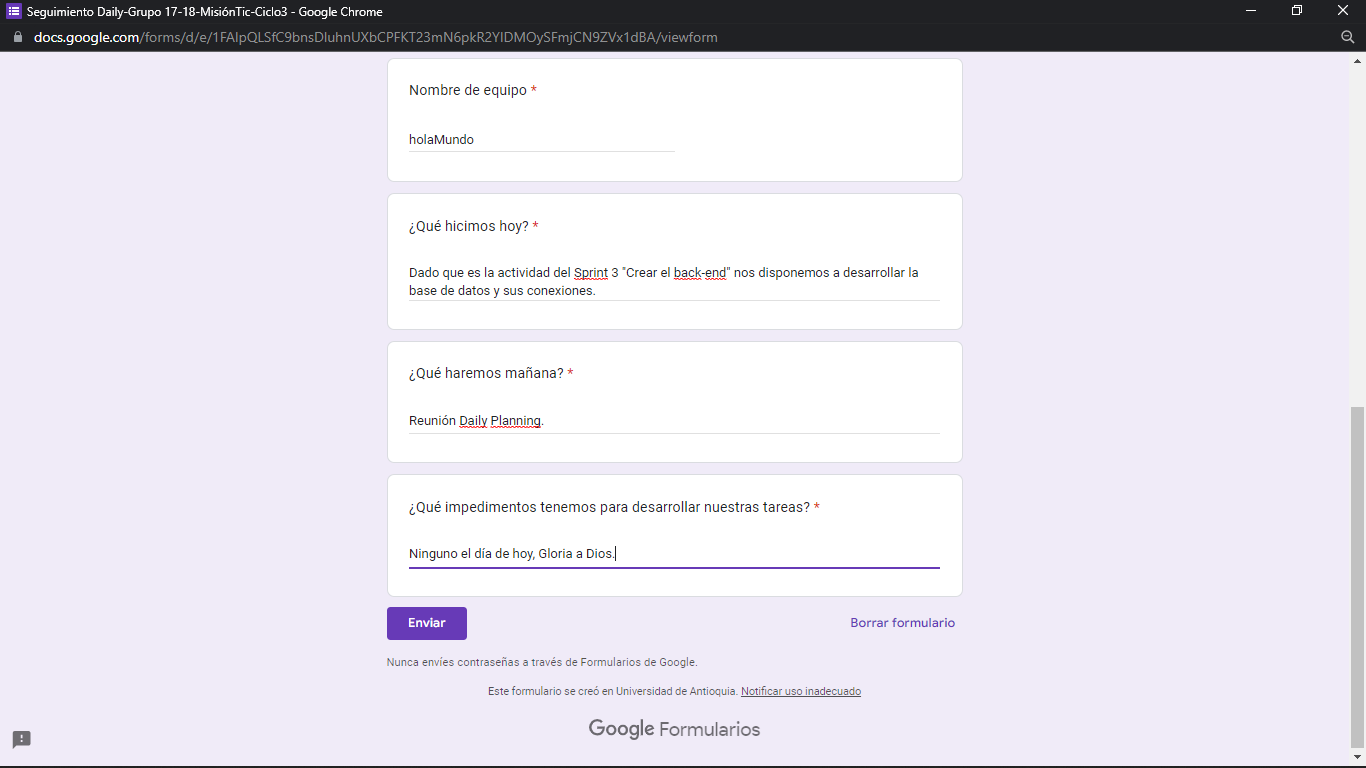 Seguimiento Daily-Grupo 17-18-MisiónTic-Ciclo3 - Google Chrome
docs.google.com/forms/d/e/1FAIpQLSfC9bnsDluhnUXbCPFKT23mN6pkR2YIDMOySFmjCN9ZVx1dBA/viewform
Nombre de equipo *
holaMundo
¿Qué hicimos hoy? *
Dado que es la actividad del Sprint 3 "Crear el back-end" nos disponemos a desarrollar la
base de datos y sus conexiones.
¿Qué haremos mañana? *
Reunión Daily Planning.
¿Qué impedimentos tenemos para desarrollar nuestras tareas? *
Ninguno el día de hoy, Gloria a Dios.
Enviar
Borrar formulario
Nunca envíes contraseñas a través de Formularios de Google.
Este formulario se creó en Universidad de Antioquia. Notificar uso inadecuado
Google Formularios